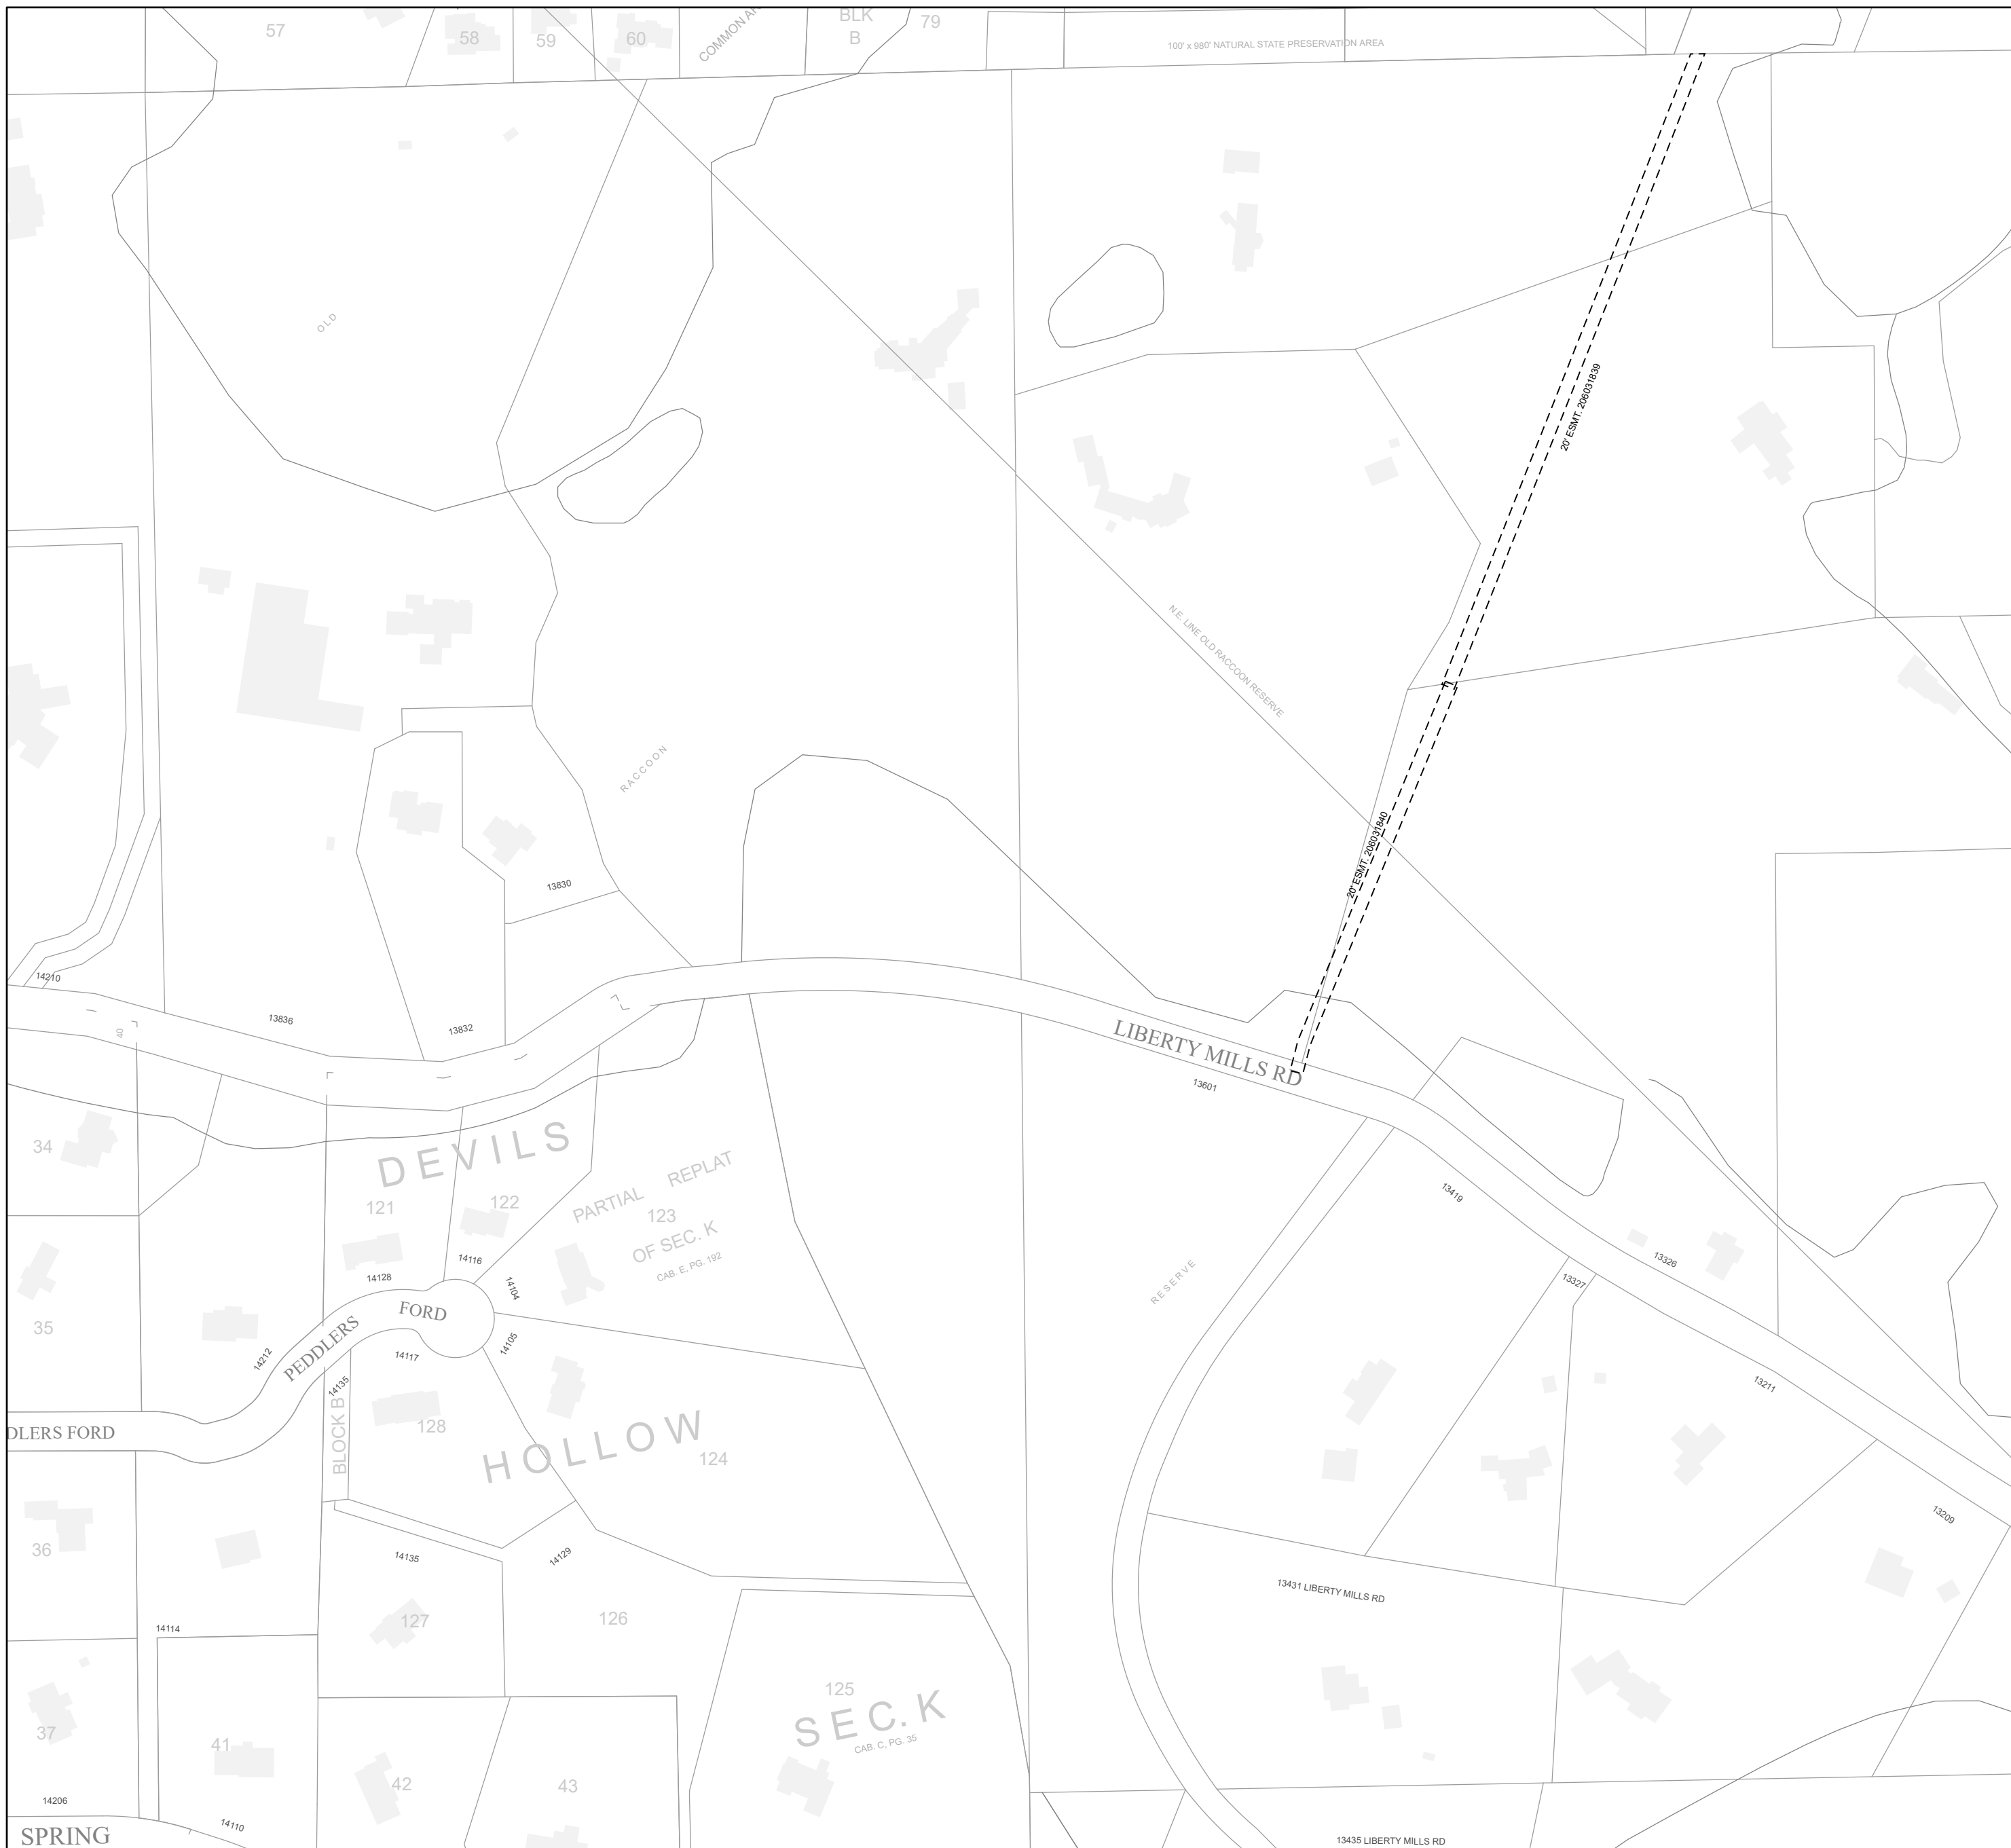 57
58
59
60
COMMON
BLK
B
79
100' x 980' NATURAL STATE PRESERVATION AREA
OLD
20' ESMT. 206031839
N.E. LINE OLD RACCOON RESERVE
RACCOON
20' ESMT. 206031840
13830
14210
13836
13832
40
LIBERTY MILLS RD
13601
34
DEVILS
121
122
PARTIAL REPLAT
123
OF SEC. K
CAB. E, PG. 192
13419
14116
14128
14104
RESERVE
13326
13327
35
FORD
PEDDLERS
14212
14117
14105
14135
13211
BLOCK B
128
DLERS FORD
HOLLOW
124
13209
36
14135
14129
13431 LIBERTY MILLS RD
127
126
14114
125
SEC. K
CAB. C, PG. 35
37
41
42
43
14206
14110
SPRING
13435 LIBERTY MILLS RD